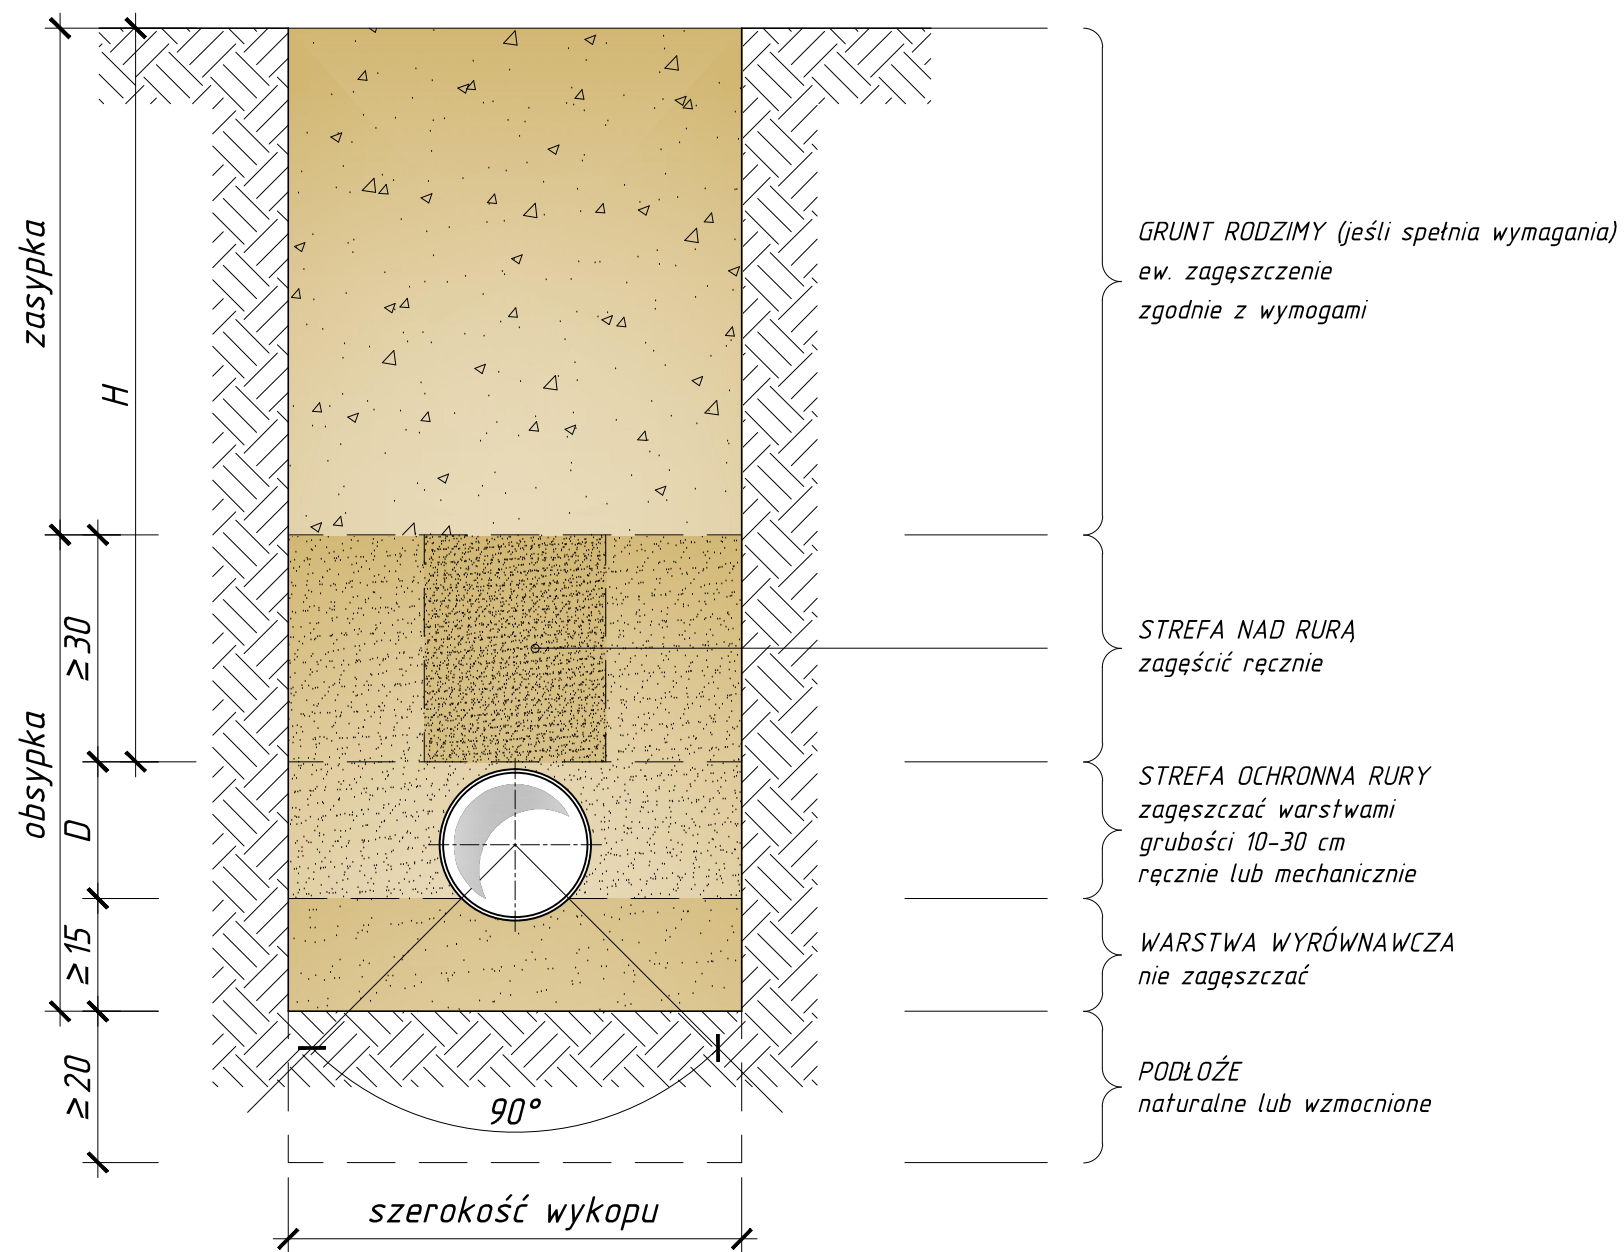 zasypka
H
obsypka
≥30
D
≥15
≥20
90°
szerokość wykopu
GRUNT RODZIMY (jeśli spełnia wymagania)
ew. zagęszczenie
zgodnie z wymogami
STREFA NAD RURĄ
zagęścić ręcznie
STREFA OCHRONNA RURY
zagęszczać warstwami
grubości 10-30 cm
ręcznie lub mechanicznie
WARSTWA WYRÓWNAWCZA
nie zagęszczać
PODŁOŻE
naturalne lub wzmocnione